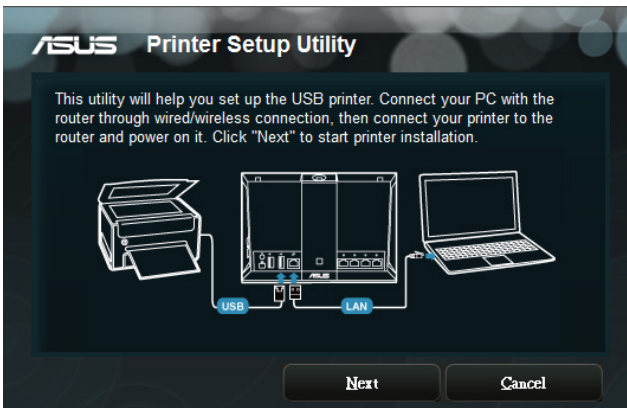 ASUS Printer Setup Utility
This utility will help you set up the USB printer. Connect your PC with the
router through wired/wireless connection, then connect your printer to the
router and power on it. Click "Next" to start printer installation.
ASUS
USB
LAN
Next Cancel